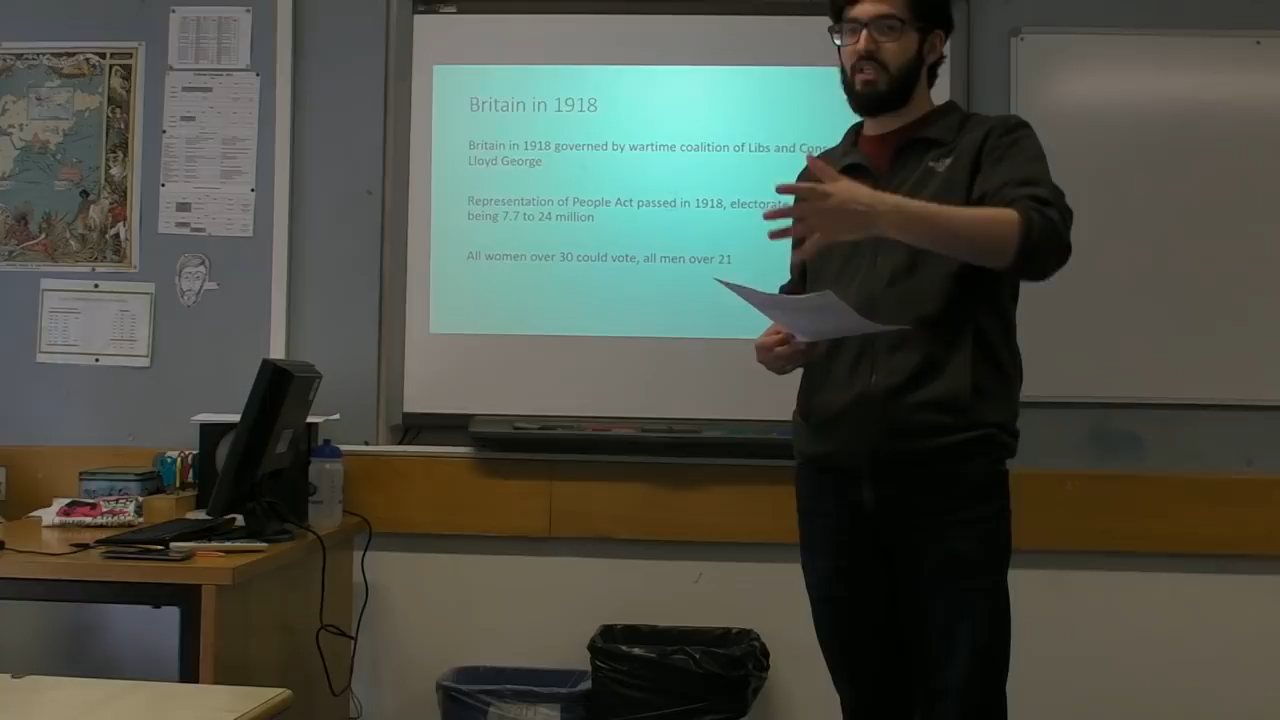 Britain in 1918
Britain in 1918 governed by wartime coalition of Libs and Cons
Lloyd George
Representation of People Act passed in 1918, electorate
being 7.7 to 24 million
All women over 30 could vote, all men over 21